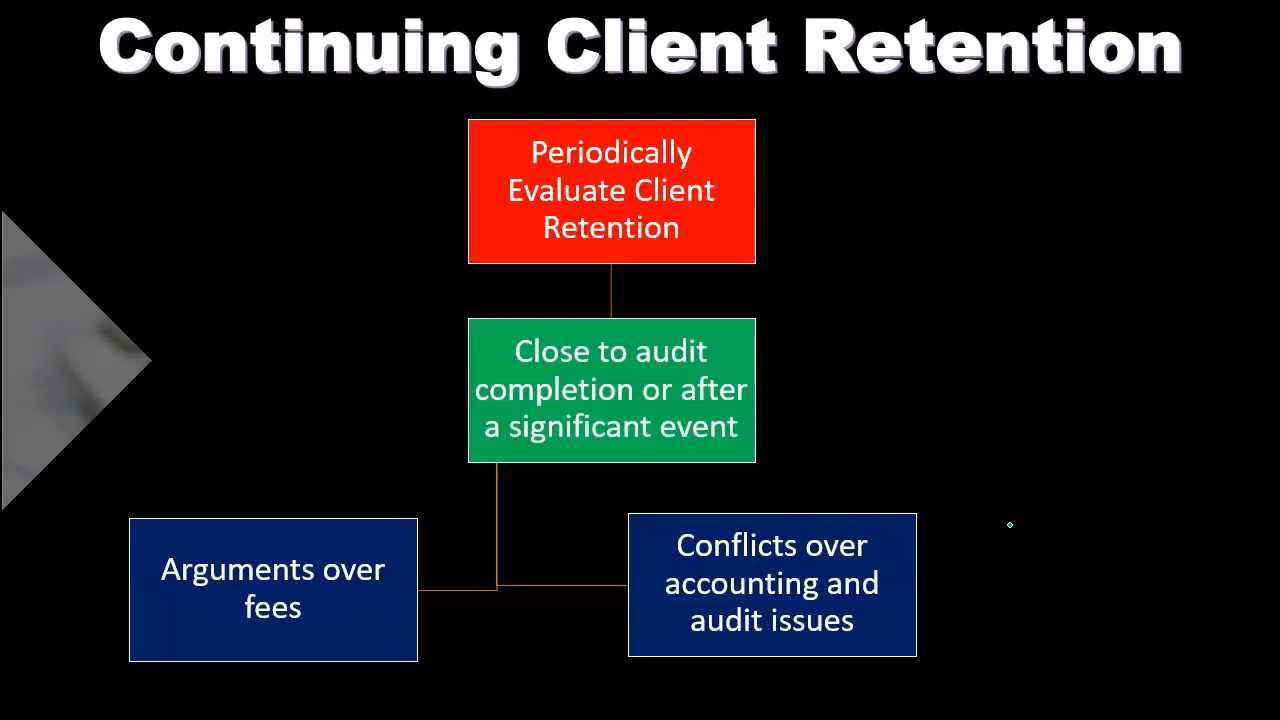 Continuing Client Retention
Periodically
Evaluate Client
Retention
Close to audit
completion or after
a significant event
Arguments over
fees
Conflicts over
accounting and
audit issues